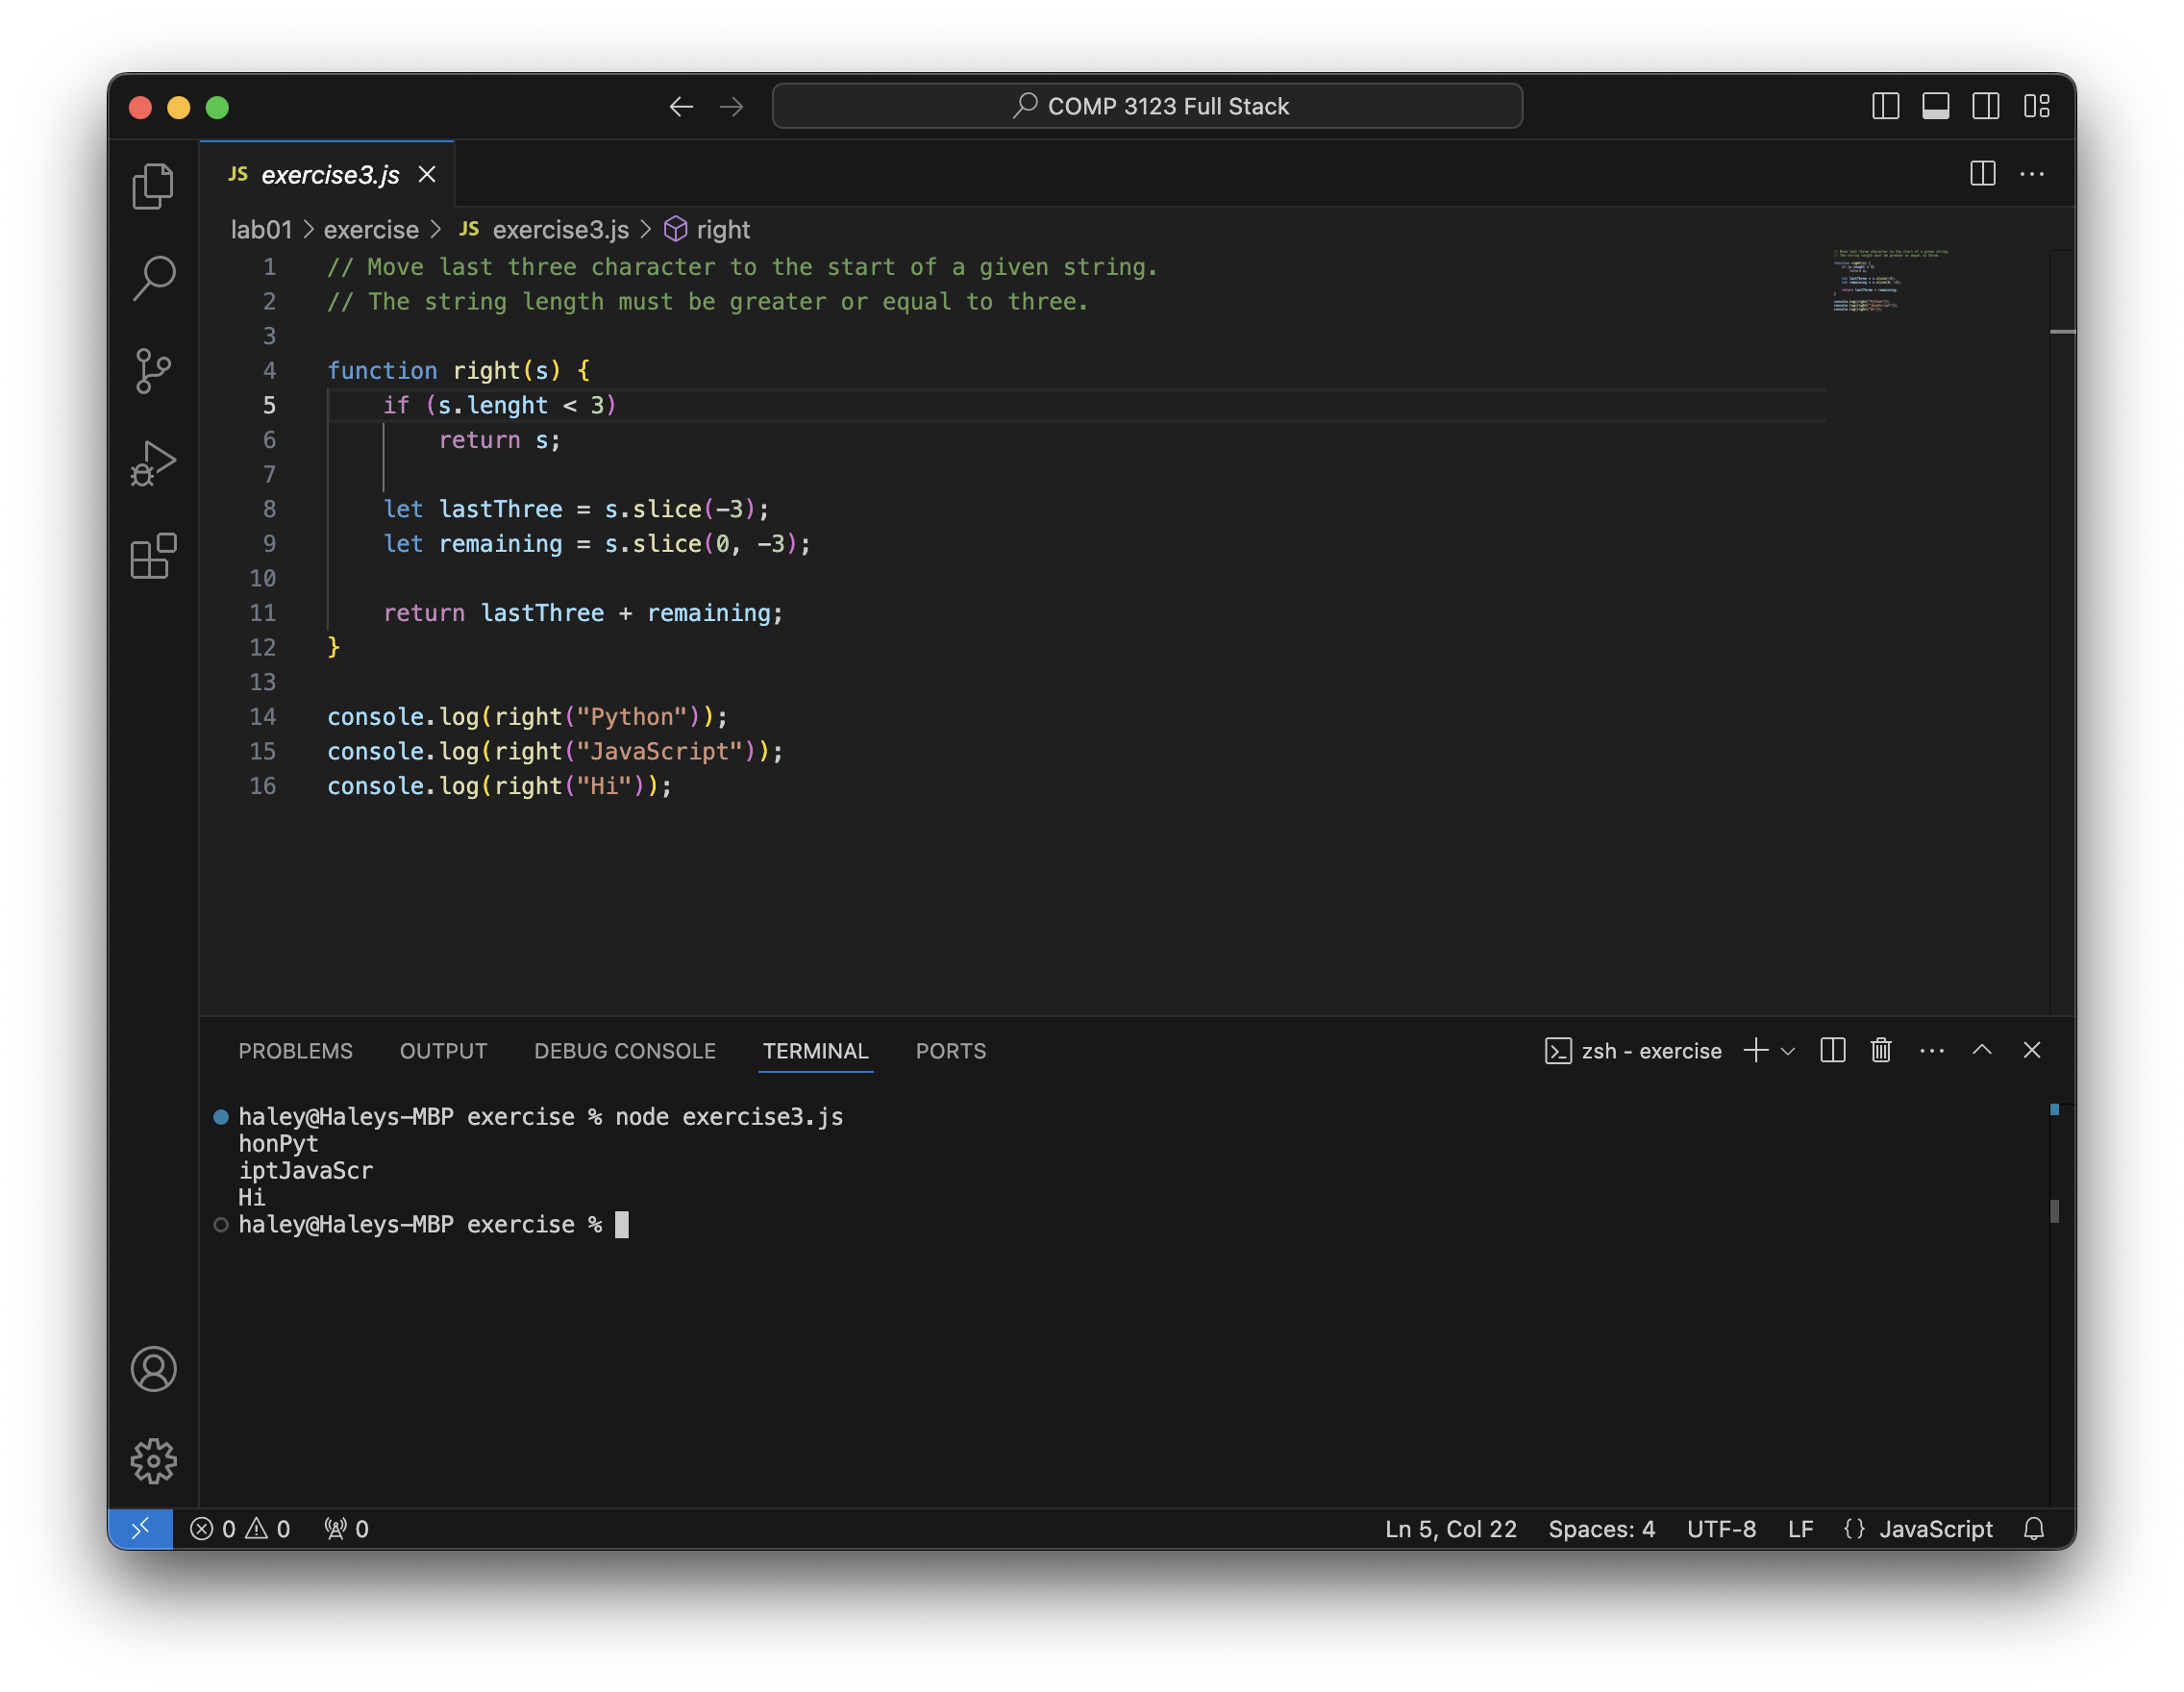 COMP 3123 Full Stack
JS exercise3.js
lab01 > exercise > JS exercise3.js > right
1 // Move last three character to the start of a given string.
2 // The string length must be greater or equal to three.
3
4 function right(s) {
5     if (s.lenght < 3)
6         return s;
7
8     let lastThree = s.slice(-3);
9     let remaining = s.slice(0, -3);
10
11     return lastThree + remaining;
12 }
13
14 console.log(right("Python"));
15 console.log(right("JavaScript"));
16 console.log(right("Hi"));
PROBLEMS OUTPUT DEBUG CONSOLE TERMINAL PORTS zsh - exercise
haley@Haleys-MBP exercise % node exercise3.js
honPyt
iptJavaScr
Hi
haley@Haleys-MBP exercise %
0 0 0 Ln 5, Col 22 Spaces: 4 UTF-8 LF {} JavaScript